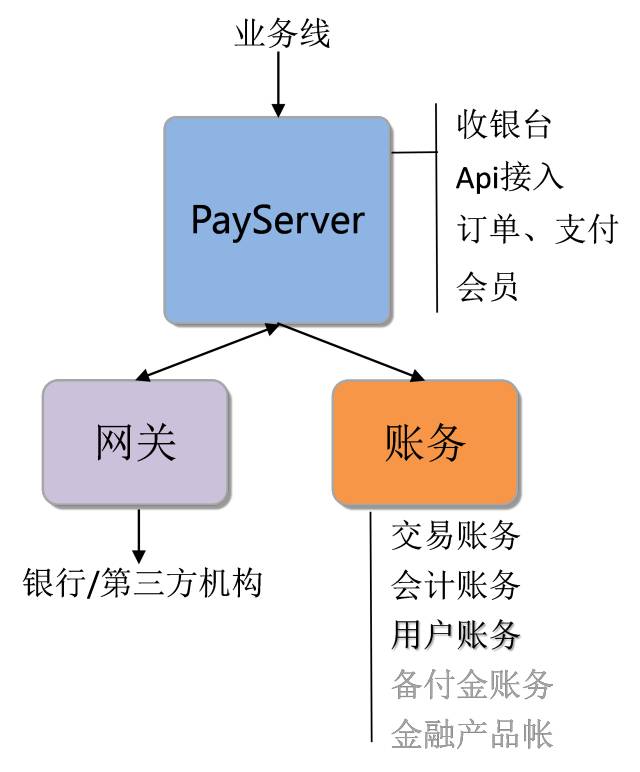 业务线
PayServer
收银台
Api接入
订单、支付
会员
网关
账务
银行/第三方机构
交易账务
会计账务
用户账务
备付金账务
金融产品帐